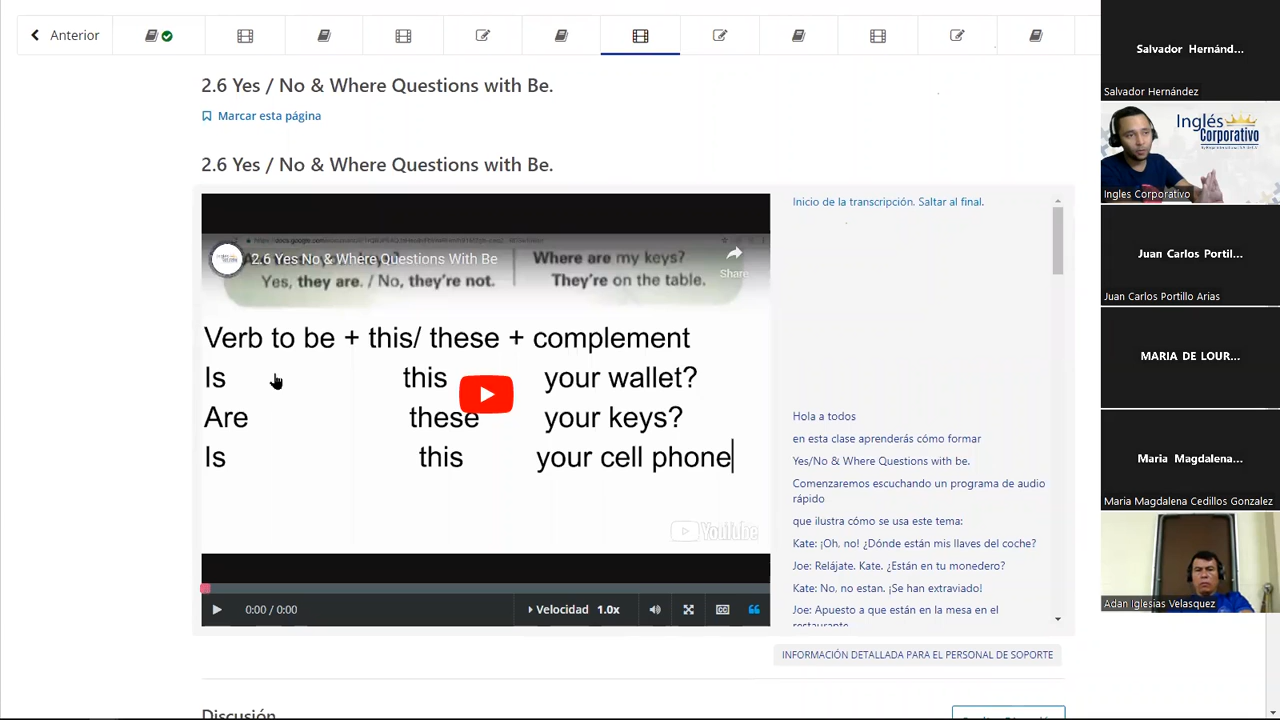 Anterior
2.6 Yes / No & Where Questions with Be.
Marcar esta página
2.6 Yes / No & Where Questions with Be.
2.6 Yes No & Where Questions With Be
Share
Where are my keys?
Yes, they are. / No, they're not.
They're on the table.
Verb to be + this/ these + complement
Is this your wallet?
Are these your keys?
Is this your cell phone
YouTube
0:00 / 0:00
Velocidad 1.0x
Inicio de la transcripción. Saltar al final.
Hola a todos
en esta clase aprenderás cómo formar
Yes/No & Where Questions with be.
Comenzaremos escuchando un programa de audio
rápido
que ilustra cómo se usa este tema:
Kate: ¡Oh, no! ¿Dónde están mis llaves del coche?
Joe: Relájate. Kate. ¿Están en tu monedero?
Kate: No, no estan. ¡Se han extraviado!
Joe: Apuesto a que están en la mesa en el
restaurante
INFORMACIÓN DETALLADA PARA EL PERSONAL DE SOPORTE
Discusión
Salvador Hernánd...
Salvador Hernández
Inglés
Corporativo
Ingles Corporativo
Juan Carlos Portil...
Juan Carlos Portillo Arias
MARIA DE LOUR...
Maria Magdalena...
Maria Magdalena Cedillos Gonzalez
Adan Iglesias Velasquez